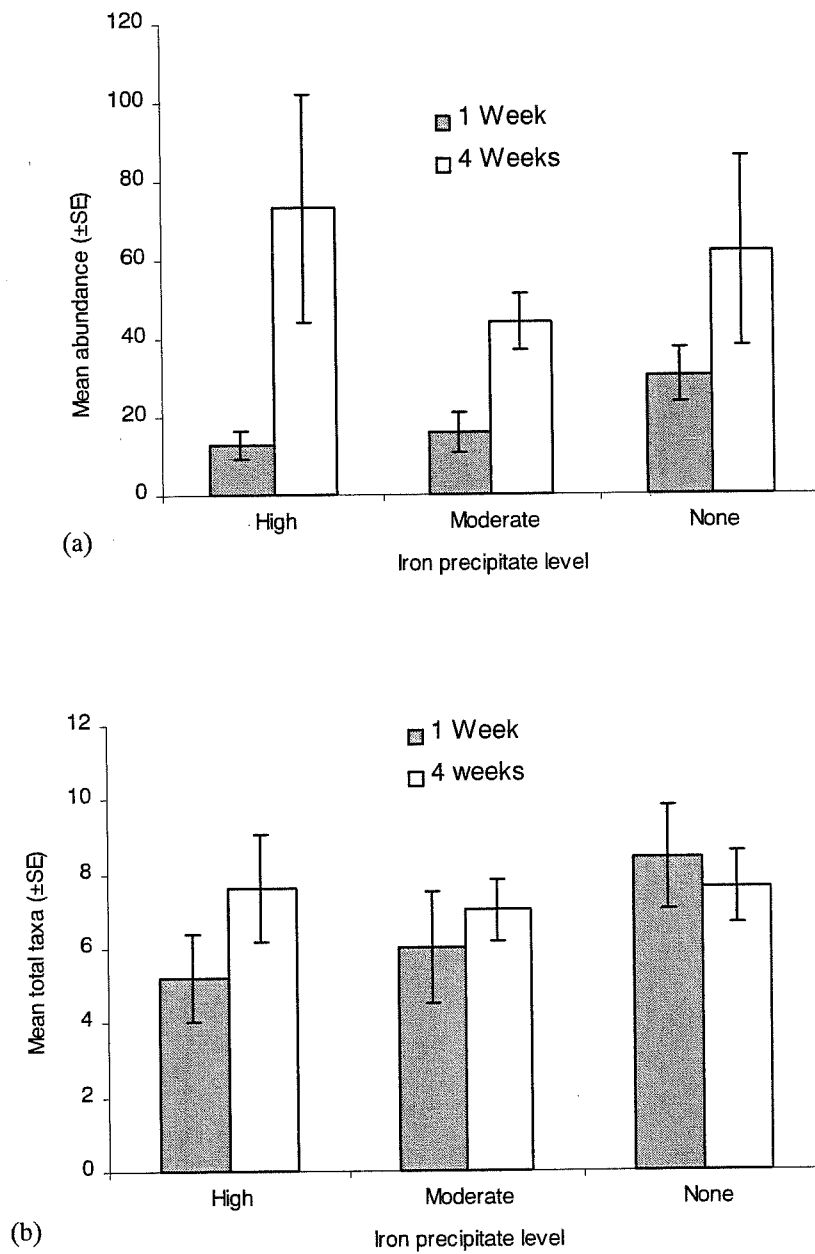 120
100
80
60
40
20
0
Mean abundance (±SE)
1 Week
4 Weeks
High
Moderate
None
Iron precipitate level
(a)
12
10
8
6
4
2
0
Mean total taxa (±SE)
1 Week
4 weeks
High
Moderate
None
Iron precipitate level
(b)